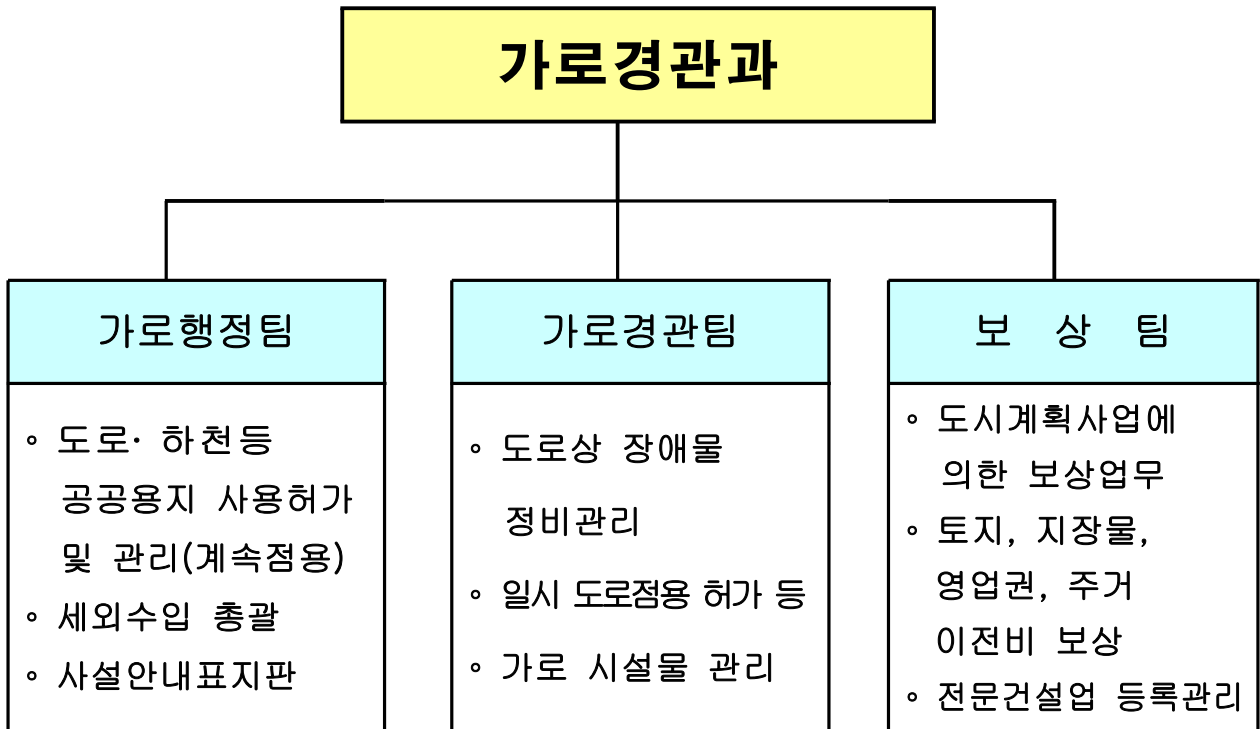 가로경관과
가로행정팀
◦ 도로· 하천등
공공용지 사용허가
및 관리(계속점용)
◦ 세외수입 총괄
◦ 사설안내표지판
가로경관팀
◦ 도로상 장애물
정비관리
◦ 일시 도로점용 허가 등
◦ 가로 시설물 관리
보 상 팀
◦ 도시계획사업에
의한 보상업무
◦ 토지, 지장물,
영업권, 주거
이전비 보상
◦ 전문건설업 등록관리